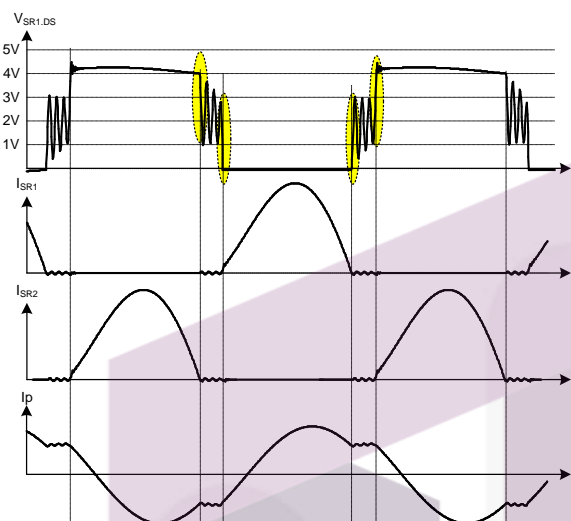 VSR1.DS
5V
4V
3V
2V
1V
ISR1
ISR2
Ip